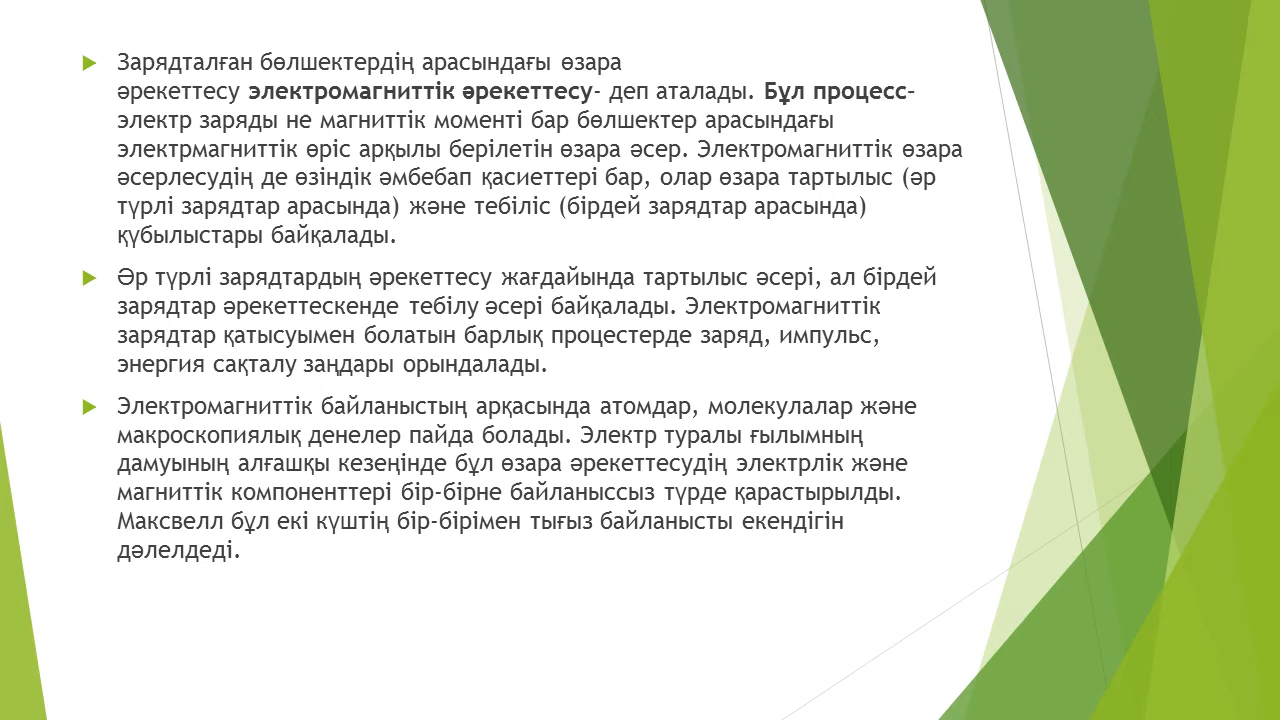 Зарядталған бөлшектердің арасындағы өзара
әрекеттесу электромагниттік әрекеттесу- деп аталады. Бұл процесс–
электр заряды не магниттік моменті бар бөлшектер арасындағы
электрмагниттік өріс арқылы берілетін өзара әсер. Электромагниттік өзара
әсерлесудің де өзіндік әмбебап қасиеттері бар, олар өзара тартылыс (әр
түрлі зарядтар арасында) және тебіліс (бірдей зарядтар арасында)
құбылыстары байқалады.
Әр түрлі зарядтардың әрекеттесу жағдайында тартылыс әсері, ал бірдей
зарядтар әрекеттескенде тебілу әсері байқалады. Электромагниттік
зарядтар қатысуымен болатын барлық процестерде заряд, импульс,
энергия сақталу заңдары орындалады.
Электромагниттік байланыстың арқасында атомдар, молекулалар және
макроскопиялық денелер пайда болады. Электр туралы ғылымның
дамуының алғашқы кезеңінде бұл өзара әрекеттесудің электрлік және
магниттік компоненттері бір-бірне байланыссыз түрде қарастырылды.
Максвелл бұл екі күштің бір-бірімен тығыз байланысты екендігін
дәлелдеді.